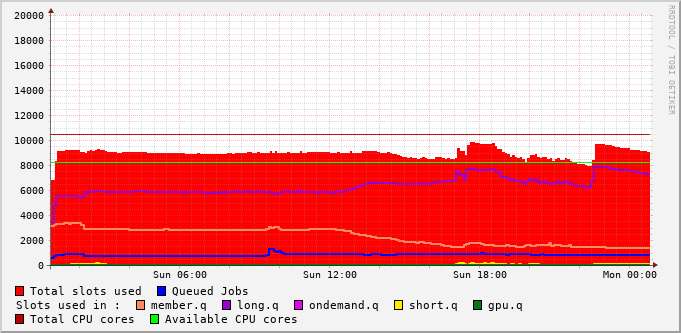 RRDTOOL / TOBI OETIKER
20000
18000
16000
14000
12000
10000
8000
6000
4000
2000
0
Sun 06:00 Sun 12:00 Sun 18:00 Mon 00:00
Total slots used Queued Jobs
Slots used in : member.q long.q ondemand.q short.q gpu.q
Total CPU cores Available CPU cores